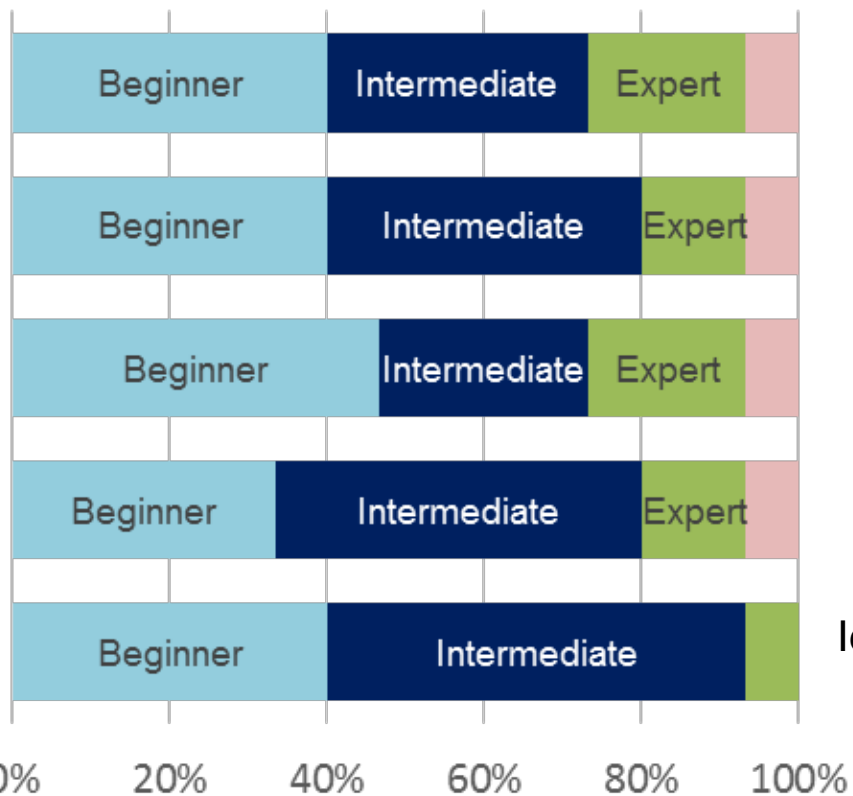 Beginner Intermediate Expert
Beginner Intermediate Expert
Beginner Intermediate Expert
Beginner Intermediate Expert
Beginner Intermediate
0% 20% 40% 60% 80% 100%